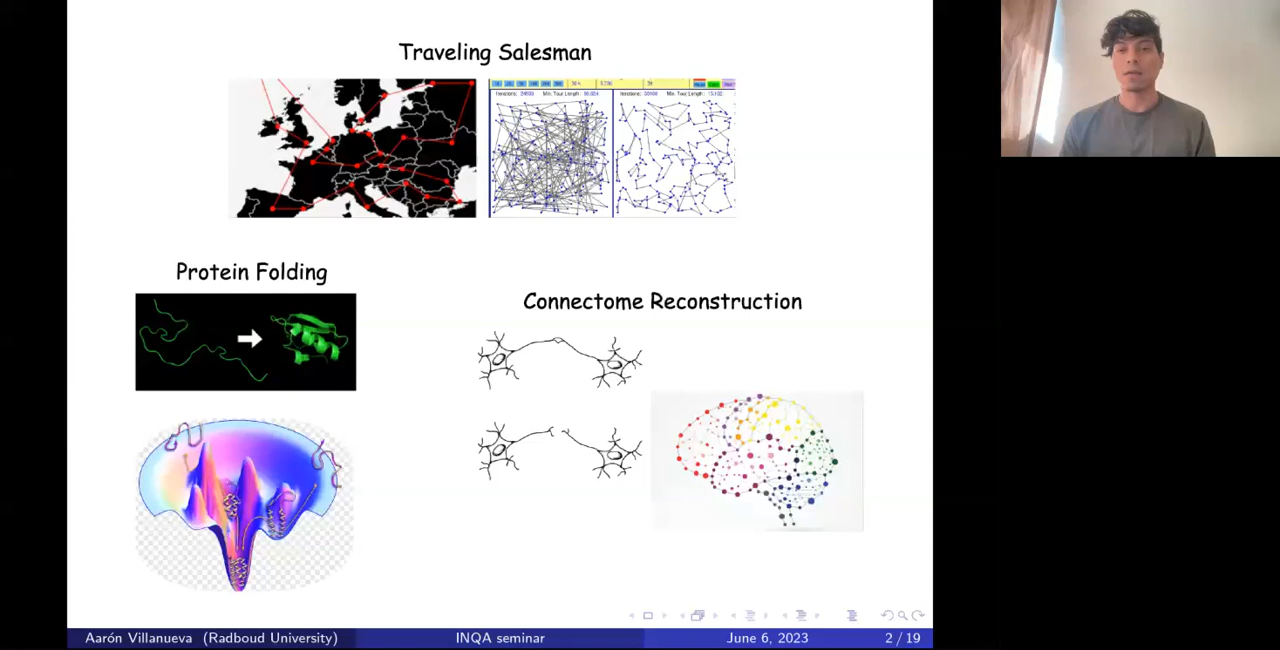 Traveling Salesman
Protein Folding
Connectome Reconstruction
Aarón Villanueva (Radboud University)
INQA seminar
June 6, 2023
2 / 19